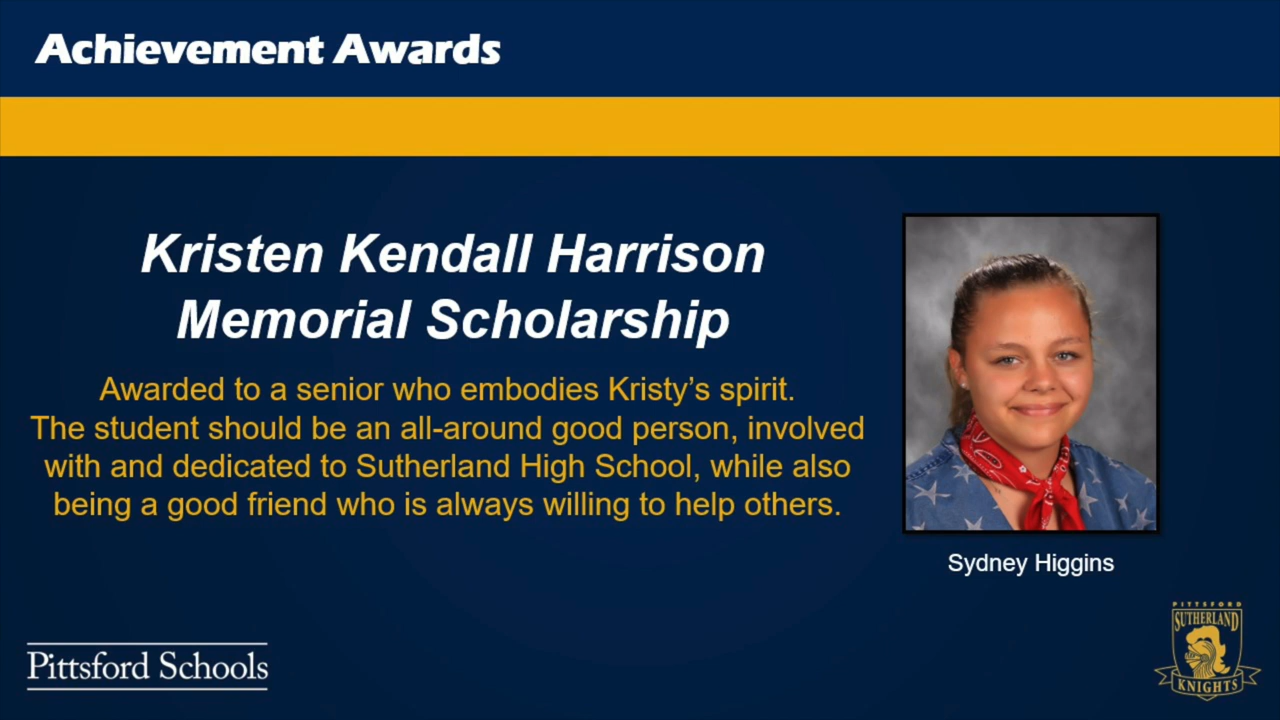 Achievement Awards
Kristen Kendall Harrison
Memorial Scholarship
Awarded to a senior who embodies Kristy’s spirit.
The student should be an all-around good person, involved
with and dedicated to Sutherland High School, while also
being a good friend who is always willing to help others.
Sydney Higgins
Pittsford Schools
PITTSFORD
SUTHERLAND
KNIGHTS